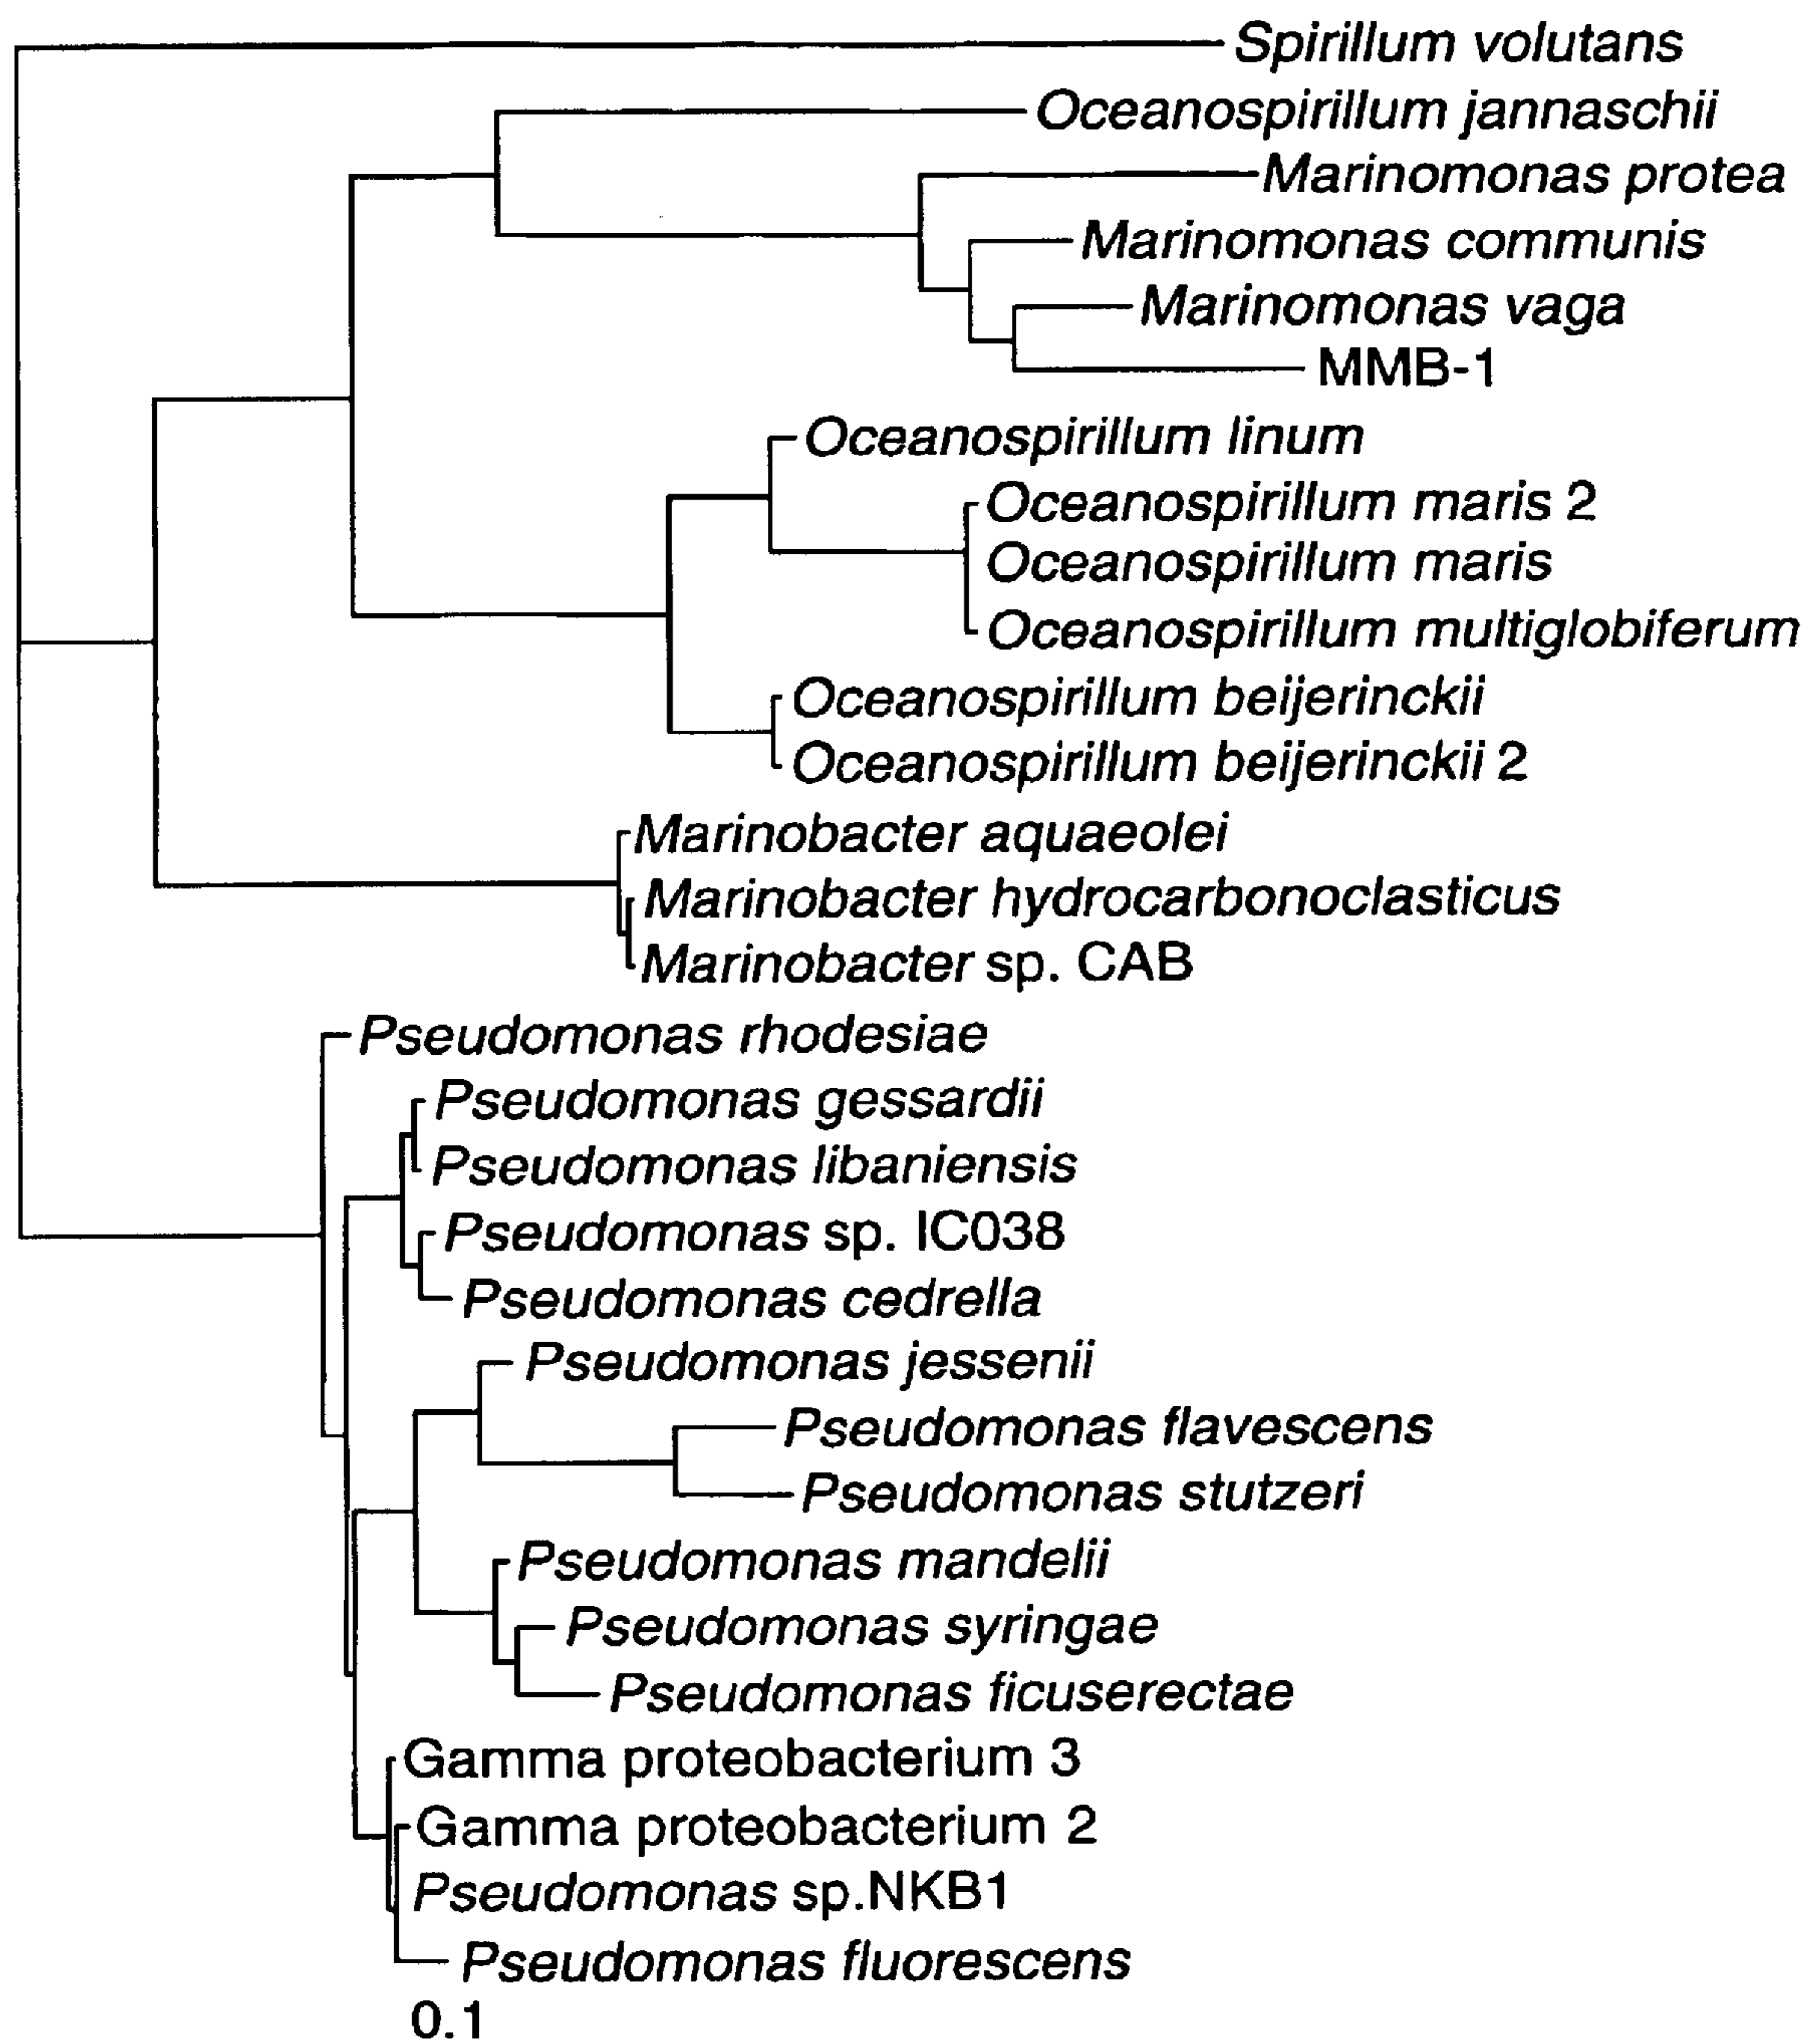 Spirillum volutans
Oceanospirillum jannaschii
Marinomonas protea
Marinomonas communis
Marinomonas vaga
MMB-1
Oceanospirillum linum
Oceanospirillum maris 2
Oceanospirillum maris
Oceanospirillum multiglobiferum
Oceanospirillum beijerinckii
Oceanospirillum beijerinckii 2
Marinobacter aquaeolei
Marinobacter hydrocarbonoclasticus
Marinobacter sp. CAB
Pseudomonas rhodesiae
Pseudomonas gessardii
Pseudomonas libaniensis
Pseudomonas sp. IC038
Pseudomonas cedrella
Pseudomonas jessenii
Pseudomonas flavescens
Pseudomonas stutzeri
Pseudomonas mandelii
Pseudomonas syringae
Pseudomonas ficuserectae
Gamma proteobacterium 3
Gamma proteobacterium 2
Pseudomonas sp.NKB1
Pseudomonas fluorescens
0.1